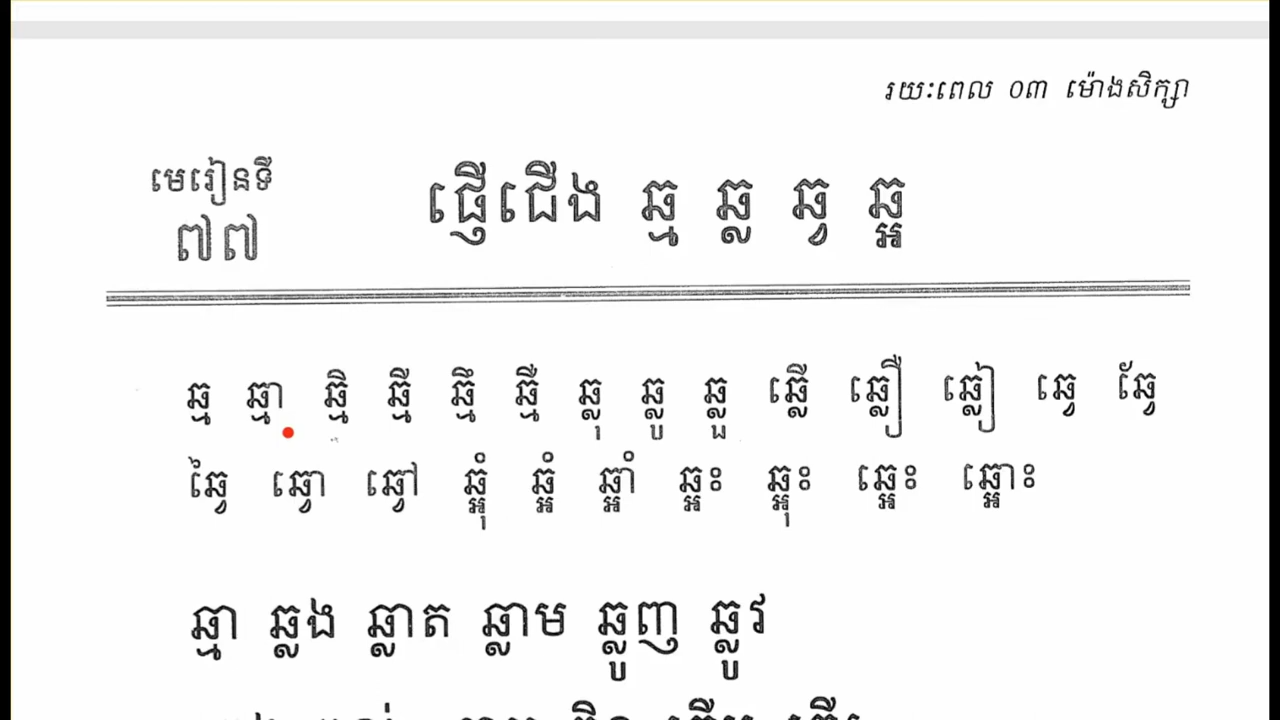 រយៈពេល ០៣ ម៉ោងសិក្សា
មេរៀនទី
៧៧
ផ្ញើជើង ឆ្ម ឆ្ល ឆ្វ ឆ្អ
ឆ្ម ឆ្មា ឆ្មិ ឆ្មី ឆ្មឹ ឆ្មឺ ឆ្លុ ឆ្លូ ឆ្លួ ឆ្លើ ឆ្លឿ ឆ្លៀ ឆ្វេ ឆ្វែ
ឆ្វៃ ឆ្វោ ឆ្វៅ ឆ្អុំ ឆ្អំ ឆ្អាំ ឆ្អះ ឆ្អុះ ឆ្អេះ ឆ្អោះ
ឆ្មា ឆ្លង ឆ្លាត ឆ្លាម ឆ្លូញ ឆ្លូវ